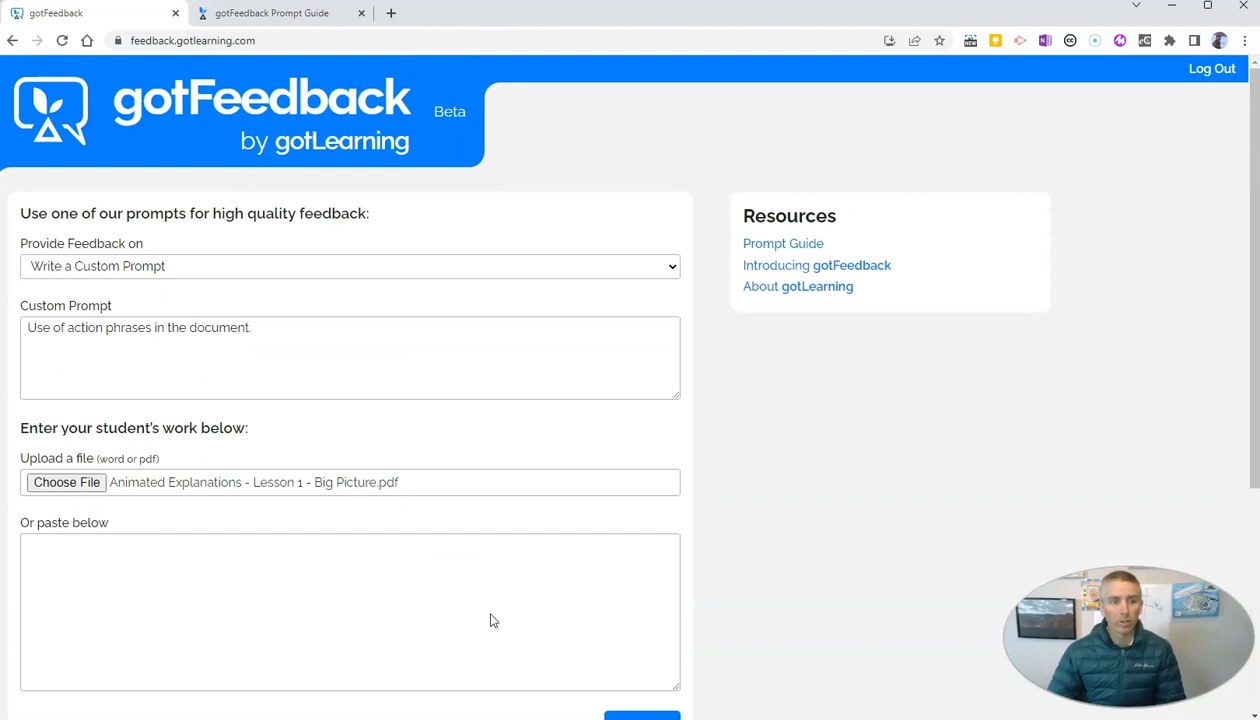 gotFeedback
gotFeedback Prompt Guide
feedback.gotlearning.com
Log Out
gotFeedback Beta
by gotLearning
Use one of our prompts for high quality feedback:
Provide Feedback on
Write a Custom Prompt
Custom Prompt
Use of action phrases in the document.
Enter your student's work below:
Upload a file (word or pdf)
Choose File Animated Explanations - Lesson 1 - Big Picture.pdf
Or paste below
Resources
Prompt Guide
Introducing gotFeedback
About gotLearning